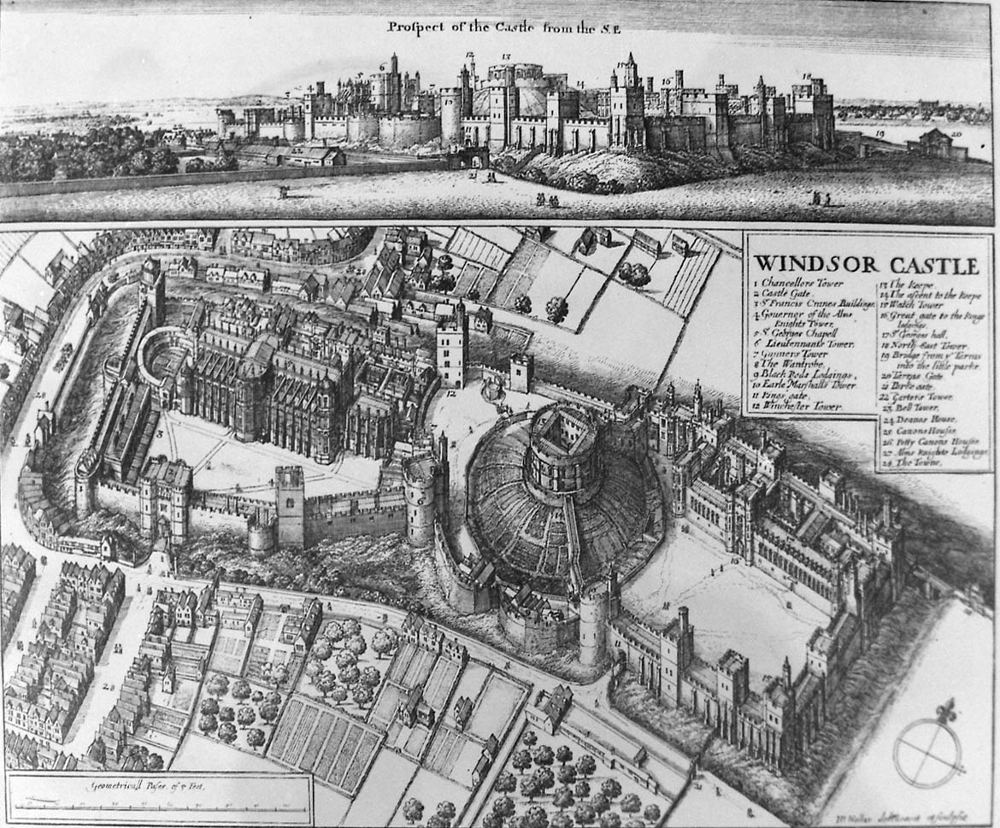 Prospect of the Castle from the S.E
WINDSOR CASTLE
1 Chancellors Tower
2 Castle Gate.
3 St Francis Cranes Buildings
4 Governor of the Alms
Knights Tower.
5 St Georges Chapell
6 Lieutennants Tower.
7 Gunners Tower
8 The Wardrobe.
9 Black Rods Lodgings,
10 Earle Marshalls Tower.
11 Kings gate.
12 Winchester Tower.
13 The Keepe.
14 The ascent to the Keepe
15 Watch Tower
16 Great gate to the Kings
lodgings.
17 St Georges hall.
18 North-East Tower.
19 Bridge from ye Tarras
into the little parke.
20 Tarras Gate.
21 Parke gate.
22 Garters Tower.
23 Bell Tower.
24 Deanes House.
25 Canons Houses.
26 Petty Canons Houses
27 Alms Knights Lodgings
28 The Towne.
Geometricall Pases of 5 Feet.